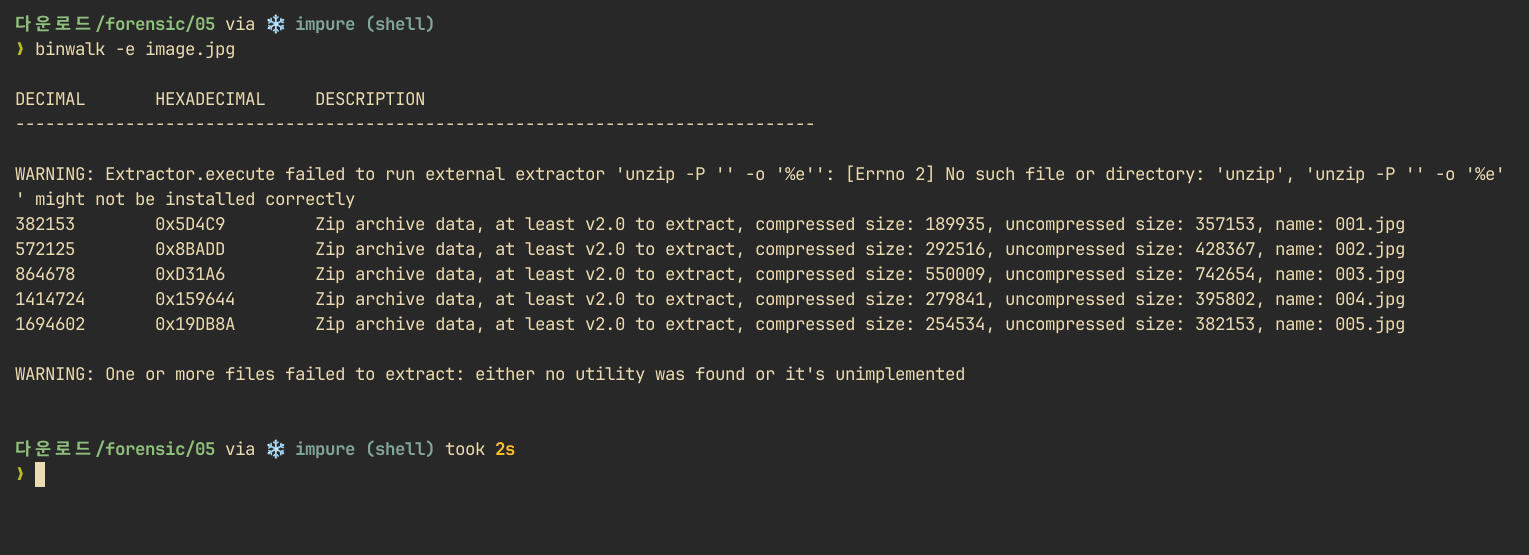 다운로드/forensic/05 via ❄️ impure (shell)
❯ binwalk -e image.jpg
DECIMAL       HEXADECIMAL     DESCRIPTION
--------------------------------------------------------------------------------
WARNING: Extractor.execute failed to run external extractor 'unzip -P '' -o '%e'': [Errno 2] No such file or directory: 'unzip', 'unzip -P '' -o '%e'
' might not be installed correctly
382153        0x5D4C9         Zip archive data, at least v2.0 to extract, compressed size: 189935, uncompressed size: 357153, name: 001.jpg
572125        0x8BADD         Zip archive data, at least v2.0 to extract, compressed size: 292516, uncompressed size: 428367, name: 002.jpg
864678        0xD31A6         Zip archive data, at least v2.0 to extract, compressed size: 550009, uncompressed size: 742654, name: 003.jpg
1414724       0x159644        Zip archive data, at least v2.0 to extract, compressed size: 279841, uncompressed size: 395802, name: 004.jpg
1694602       0x19DB8A        Zip archive data, at least v2.0 to extract, compressed size: 254534, uncompressed size: 382153, name: 005.jpg
WARNING: One or more files failed to extract: either no utility was found or it's unimplemented
다운로드/forensic/05 via ❄️ impure (shell) took 2s
❯